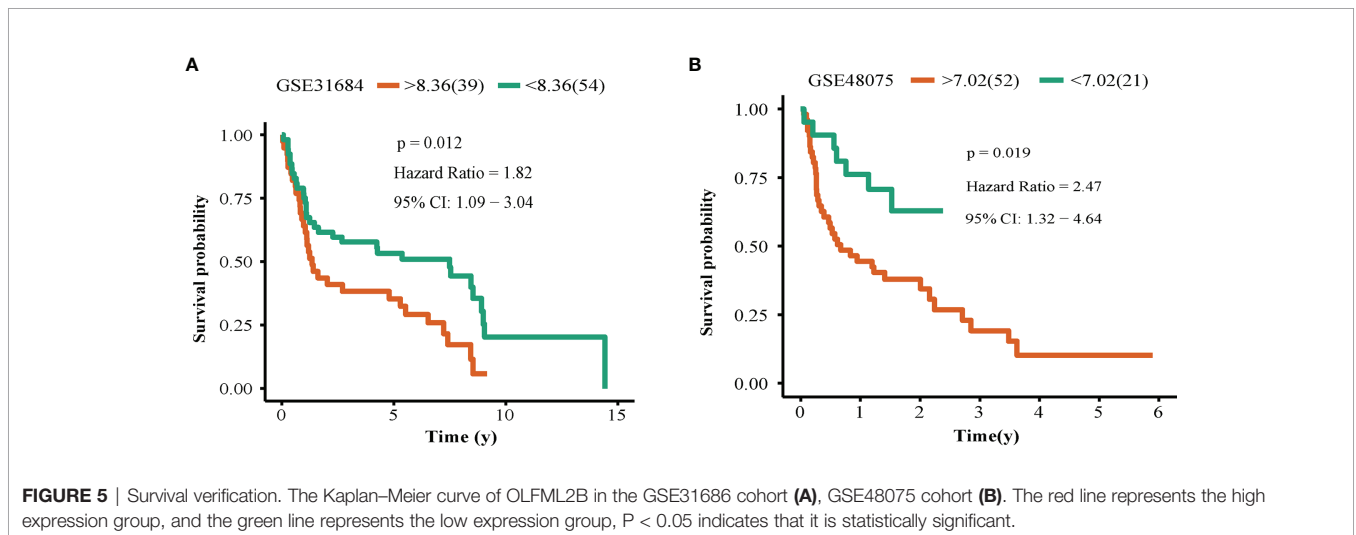 A
GSE31684 >8.36(39) <8.36(54)
p = 0.012
Hazard Ratio = 1.82
95% CI: 1.09 − 3.04
Survival probability
1.00
0.75
0.50
0.25
0.00
0 5 10 15
Time (y)
B
GSE48075 >7.02(52) <7.02(21)
p = 0.019
Hazard Ratio = 2.47
95% CI: 1.32 − 4.64
Survival probability
1.00
0.75
0.50
0.25
0.00
0 1 2 3 4 5 6
Time(y)
FIGURE 5 | Survival verification. The Kaplan–Meier curve of OLFML2B in the GSE31686 cohort (A), GSE48075 cohort (B). The red line represents the high
expression group, and the green line represents the low expression group, P < 0.05 indicates that it is statistically significant.